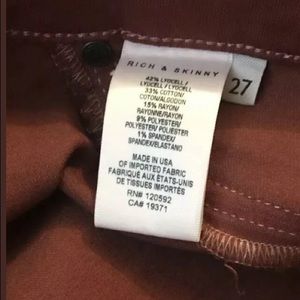 RICH & SKINNY
27
42% LYOCELL/
LYOCELL / LYOCELL
33% COTTON/
COTON/ALGODON
15% RAYON/
RAYONNE/RAYON
9% POLYESTER/
POLYESTER/ POLIESTER
1% SPANDEX/
SPANDEX/ELASTAN
MADE IN USA
OF IMPORTED FABRIC
FABRIQUÉ AUX ÉTATS-UNIS
DE TISSUES IMPORTÉS
RN# 120592
CA# 19371